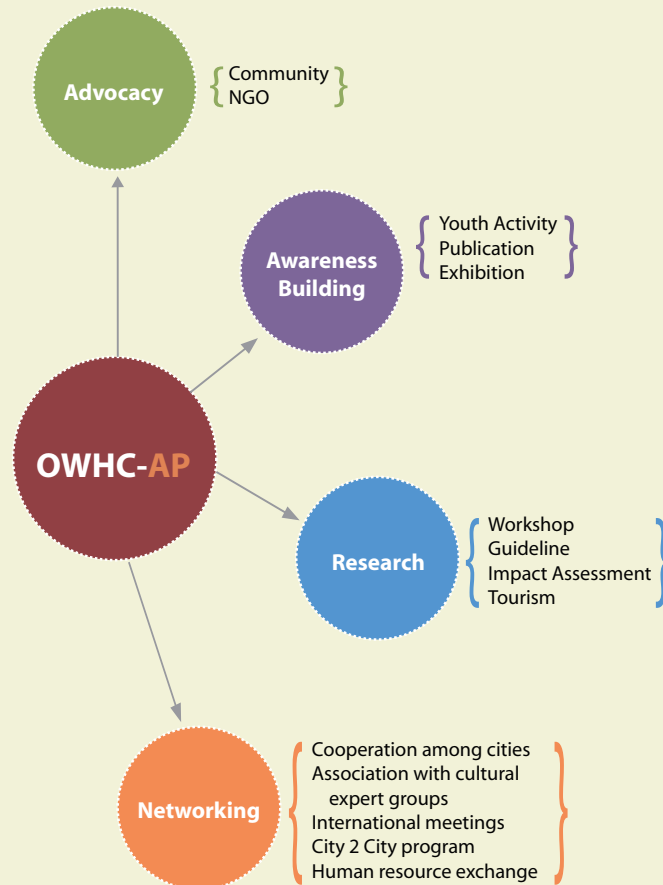 Advocacy
Community
NGO
Awareness
Building
Youth Activity
Publication
Exhibition
OWHC-AP
Research
Workshop
Guideline
Impact Assessment
Tourism
Networking
Cooperation among cities
Association with cultural
expert groups
International meetings
City 2 City program
Human resource exchange